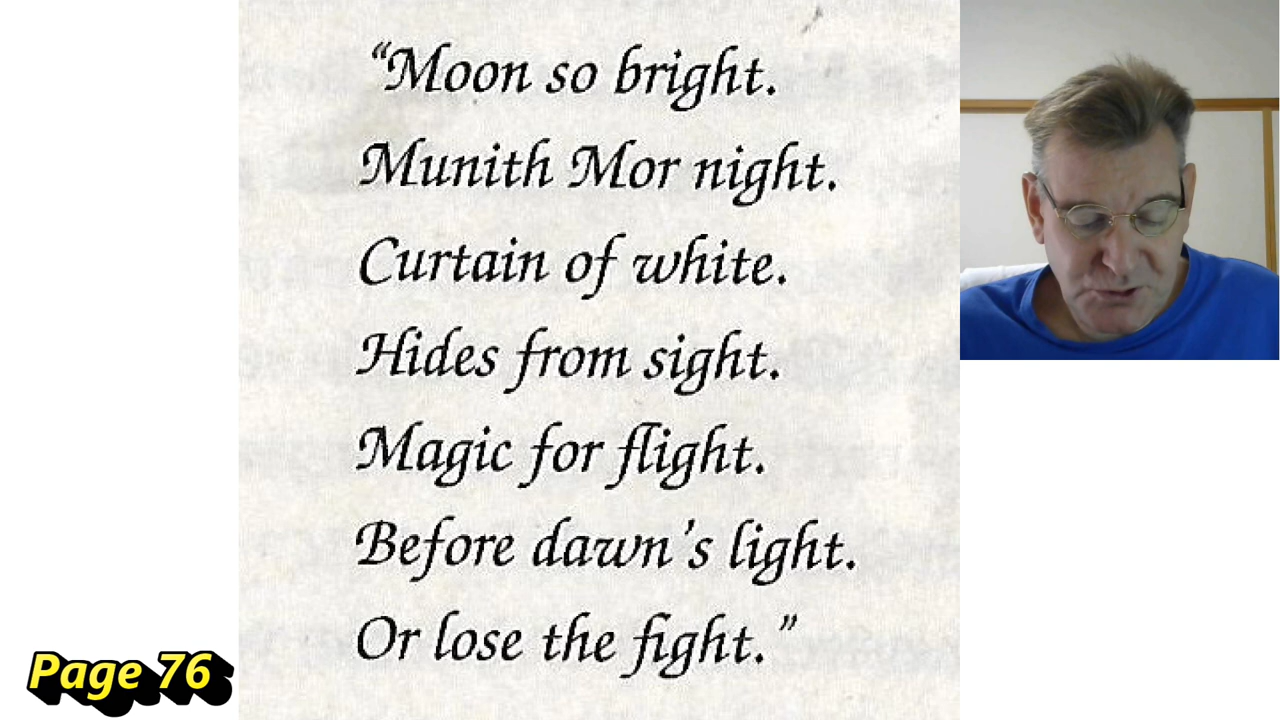 “Moon so bright.
Munith Mor night.
Curtain of white.
Hides from sight.
Magic for flight.
Before dawn’s light.
Or lose the fight.”
Page 76